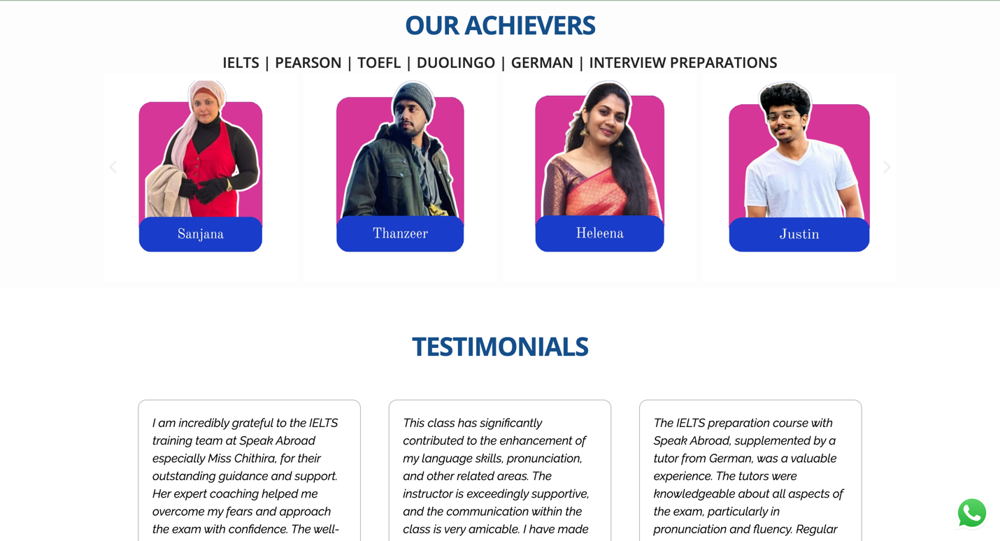 OUR ACHIEVERS
IELTS | PEARSON | TOEFL | DUOLINGO | GERMAN | INTERVIEW PREPARATIONS
Sanjana
Thanzeer
Heleena
Justin
TESTIMONIALS
I am incredibly grateful to the IELTS
training team at Speak Abroad
especially Miss Chithira, for their
outstanding guidance and support.
Her expert coaching helped me
overcome my fears and approach
the exam with confidence. The well-
This class has significantly
contributed to the enhancement of
my language skills, pronunciation,
and other related areas. The
instructor is exceedingly supportive,
and the communication within the
class is very amicable. I have made
The IELTS preparation course with
Speak Abroad, supplemented by a
tutor from German, was a valuable
experience. The tutors were
knowledgeable about all aspects of
the exam, particularly in
pronunciation and fluency. Regular